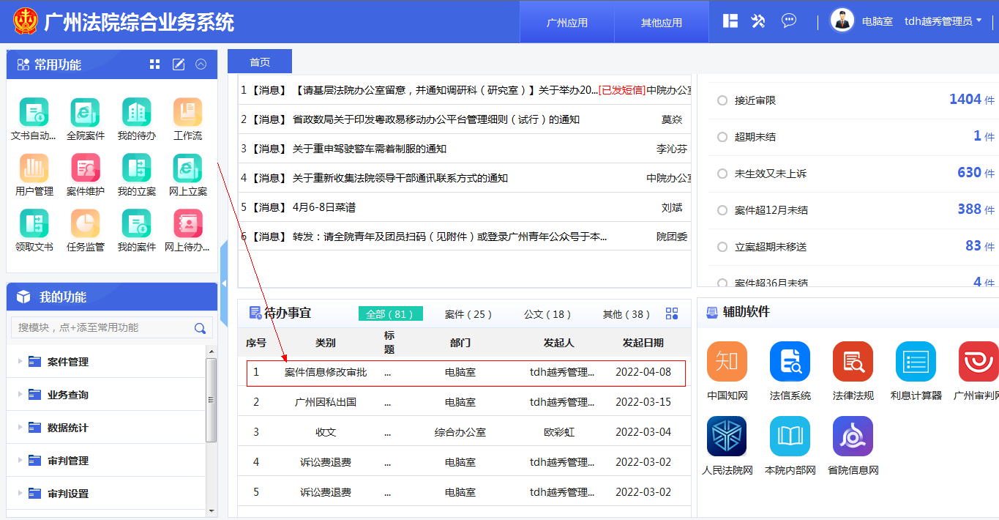 广州法院综合业务系统
广州应用
其他应用
电脑室
tdh越秀管理员
常用功能
文书自动... 全院案件 我的待办 工作流
用户管理 案件维护 我的立案 网上立案
领取文书 任务监管 我的案件 网上待办...
我的功能
搜模块，点+添至常用功能
案件管理
业务查询
数据统计
审判管理
审判设置
首页
1【消息】【请基层法院办公室留意，并通知调研科（研究室）】关于举办20...[已发短信]中院办公室
2【消息】 省政数局关于印发粤政易移动办公平台管理细则（试行）的通知 莫焱
3【消息】 关于重申驾驶警车需着制服的通知 李沁芬
4【消息】 关于重新收集法院领导干部通讯联系方式的通知 中院办公室
5【消息】 4月6-8日菜谱 刘斌
6【消息】 转发：请全院青年及团员扫码（见附件）或登录广州青年公众号于本... 院团委
接近审限 1404 件
超期未结 1 件
未生效又未上诉 630 件
案件超12月未结 388 件
立案超期未移送 83 件
案件超36月未结 4 件
待办事宜 全部（81） 案件（25） 公文（18） 其他（38）
序号 类别 标题 部门 发起人 发起日期
1 案件信息修改审批 ... 电脑室 tdh越秀管理... 2022-04-08
2 广州因私出国 ... 电脑室 tdh越秀管理... 2022-03-15
3 收文 ... 综合办公室 欧彩虹 2022-03-04
4 诉讼费退费 ... 电脑室 tdh越秀管理... 2022-03-02
5 诉讼费退费 ... 电脑室 tdh越秀管理... 2022-03-02
辅助软件
知
中国知网 法信系统 法律法规 利息计算器 广州审判网
人民法院网 本院内部网 省院信息网